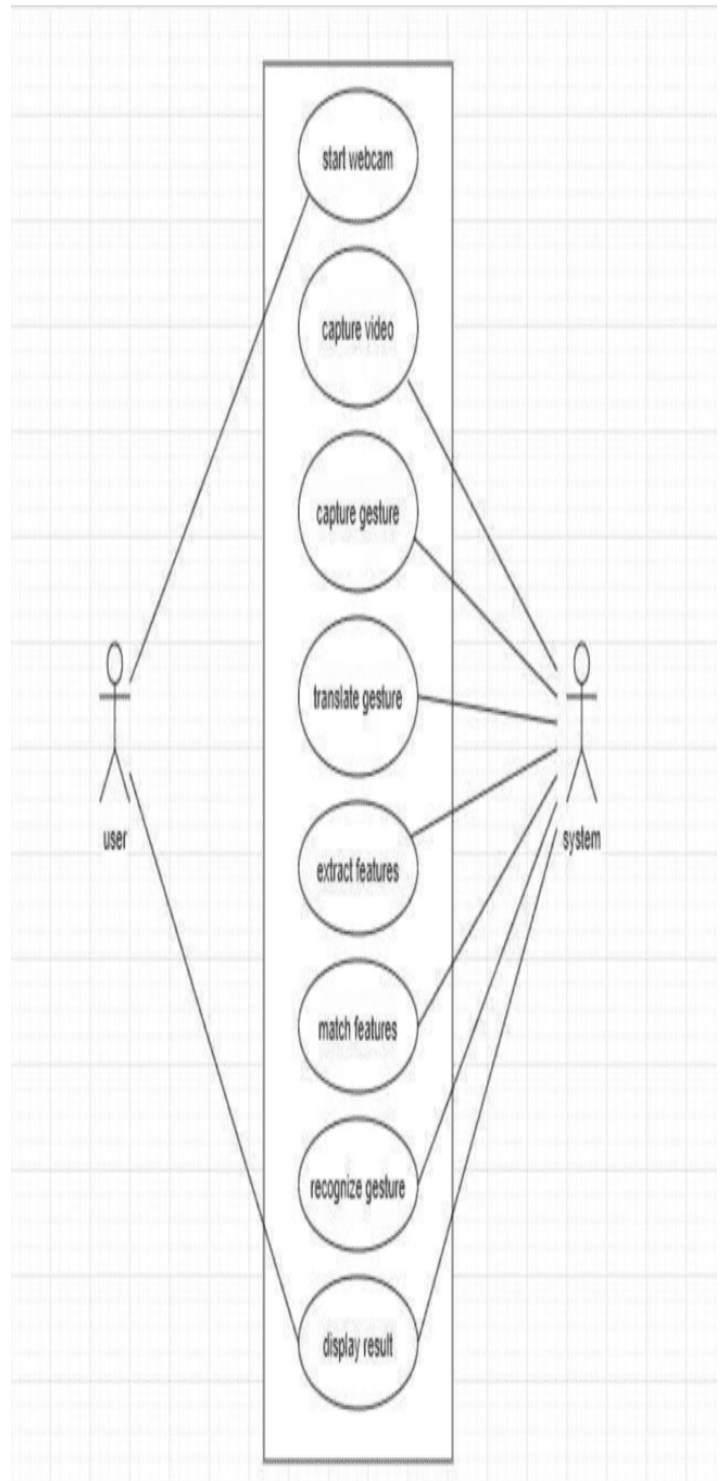 start webcam
capture video
capture gesture
translate gesture
user
system
extract features
match features
recognize gesture
display result